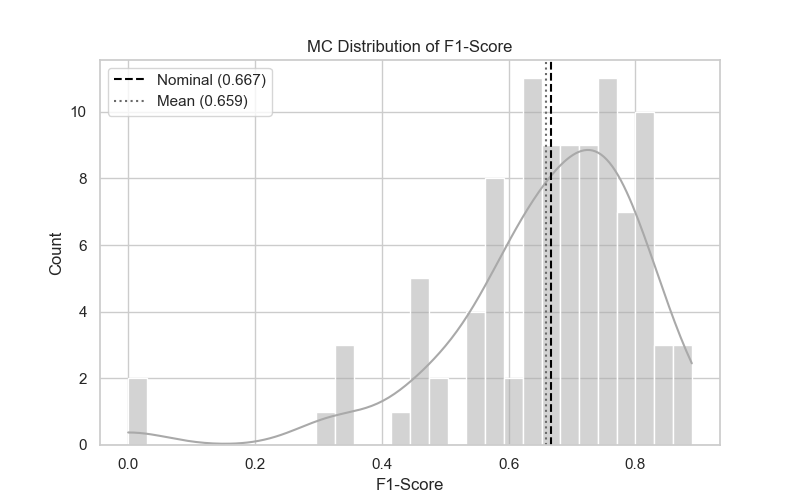 MC Distribution of F1-Score
Nominal (0.667)
Mean (0.659)
Count
10
8
6
4
2
0
0.0
0.2
0.4
0.6
0.8
F1-Score